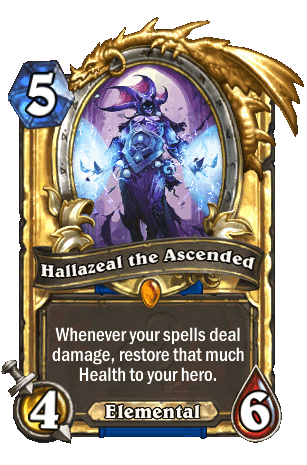 5
Hallazeal the Ascended
Whenever your spells deal
damage, restore that much
Health to your hero.
4
Elemental
6